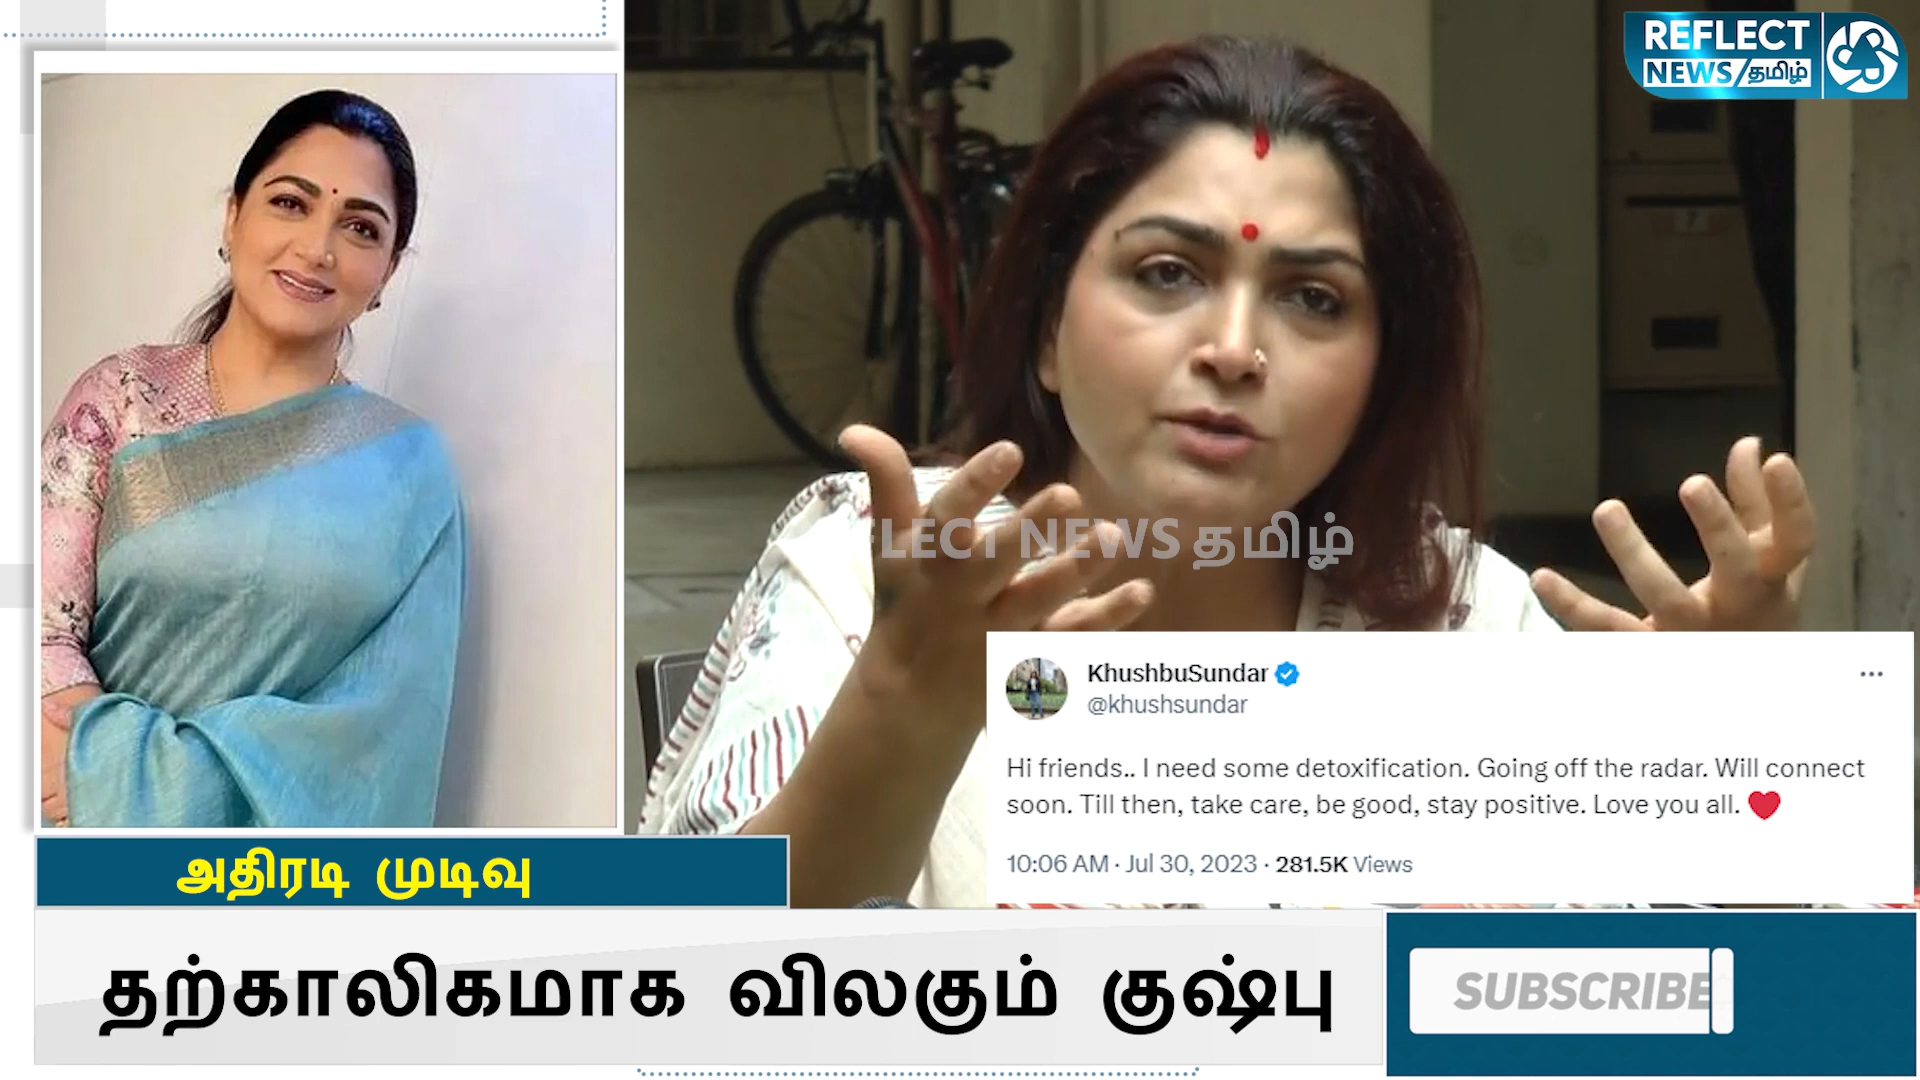 REFLECT
NEWS/தமிழ்
FLECT NEWS தமிழ்
KhushbuSundar
@khushsundar
Hi friends.. I need some detoxification. Going off the radar. Will connect
soon. Till then, take care, be good, stay positive. Love you all. ❤️
10:06 AM · Jul 30, 2023 · 281.5K Views
அதிரடி முடிவு
தற்காலிகமாக விலகும் குஷ்பு
SUBSCRIBE